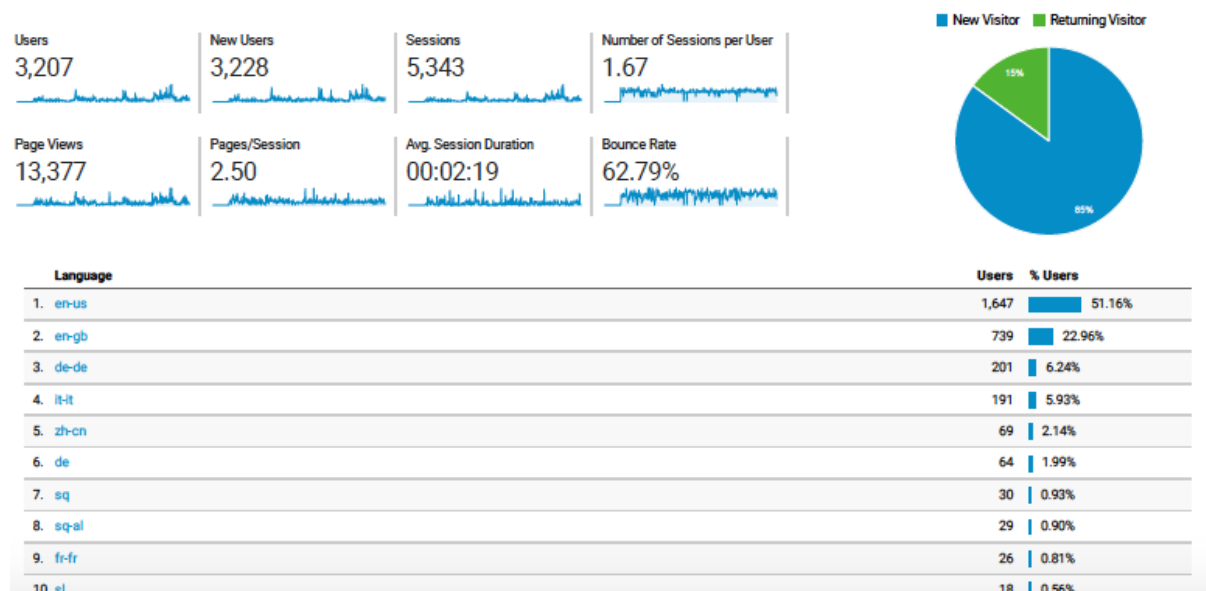 New Visitor Returning Visitor
Users New Users Sessions Number of Sessions per User
3,207 3,228 5,343 1.67
15%
Page Views Pages/Session Avg. Session Duration Bounce Rate
13,377 2.50 00:02:19 62.79%
85%
Language Users % Users
1. en-us 1,647 51.16%
2. en-gb 739 22.96%
3. de-de 201 6.24%
4. it-it 191 5.93%
5. zh-cn 69 2.14%
6. de 64 1.99%
7. sq 30 0.93%
8. sq-al 29 0.90%
9. fr-fr 26 0.81%
10. sl 18 0.56%